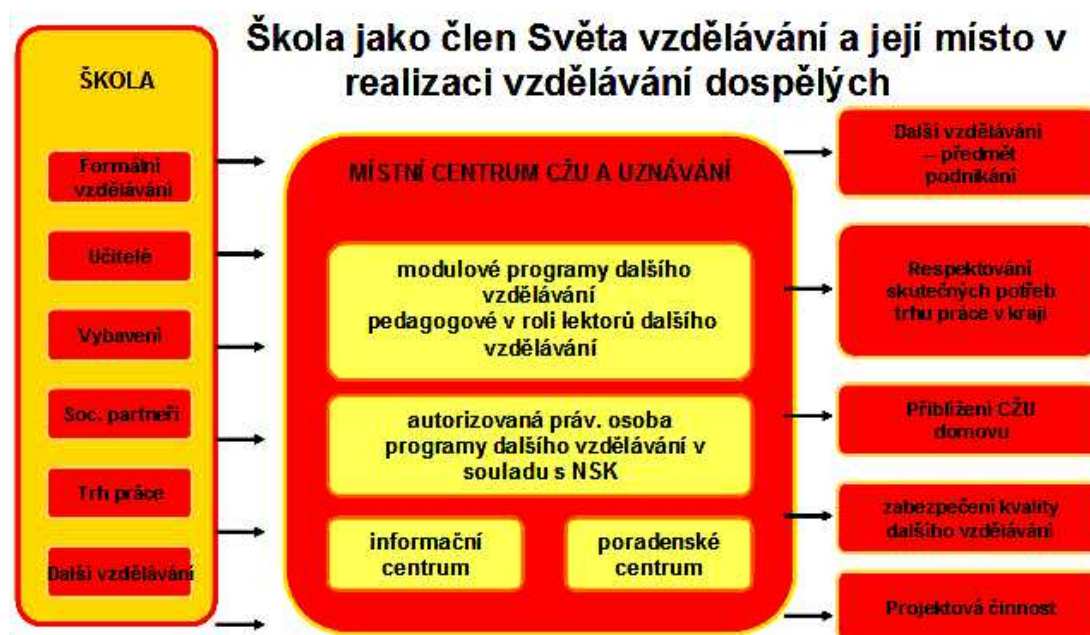 Škola jako člen Světa vzdělávání a její místo v
realizaci vzdělávání dospělých
ŠKOLA
Formální
vzdělávání
Učitelé
Vybavení
Soc. partneři
Trh práce
Další vzdělávání
MÍSTNÍ CENTRUM CŽU A UZNÁVÁNÍ
modulové programy dalšího
vzdělávání
pedagogové v roli lektorů dalšího
vzdělávání
autorizovaná práv. osoba
programy dalšího vzdělávání v
souladu s NSK
informační
centrum
poradenské
centrum
Další vzdělávání
– předmět
podnikání
Respektování
skutečných potřeb
trhu práce v kraji
Přiblížení CŽU
domovu
zabezpečení kvality
dalšího vzdělávání
Projektová činnost